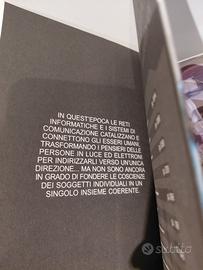 IN QUEST'EPOCA LE RETI
INFORMATICHE E I SISTEMI DI
COMUNICAZIONE CATALIZZANO E
CONNETTONO GLI ESSERI UMANI,
TRASFORMANDO I PENSIERI DELLE
PERSONE IN LUCE ED ELETTRONI
PER INDIRIZZARLI VERSO UN'UNICA
DIREZIONE... MA NON SONO ANCORA
IN GRADO DI FONDERE LE COSCIENZE
DEI SOGGETTI INDIVIDUALI IN UN
SINGOLO INSIEME COERENTE.
subito